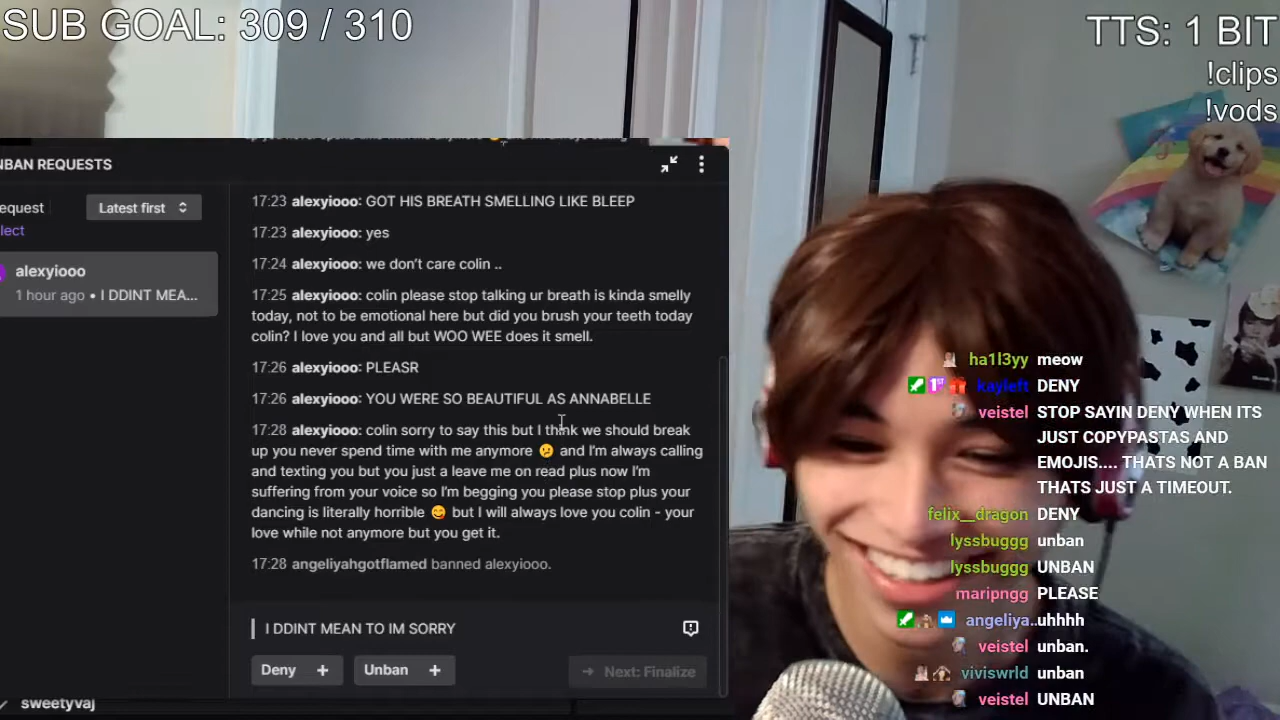 SUB GOAL: 309 / 310
TTS: 1 BIT
!clips
!vods
NBAN REQUESTS
equest
Latest first
lect
alexyiooo
1 hour ago • I DDINT MEA...
17:23 alexyiooo: GOT HIS BREATH SMELLING LIKE BLEEP
17:23 alexyiooo: yes
17:24 alexyiooo: we don't care colin ..
17:25 alexyiooo: colin please stop talking ur breath is kinda smelly
today, not to be emotional here but did you brush your teeth today
colin? I love you and all but WOO WEE does it smell.
17:26 alexyiooo: PLEASR
17:26 alexyiooo: YOU WERE SO BEAUTIFUL AS ANNABELLE
17:28 alexyiooo: colin sorry to say this but I think we should break
up you never spend time with me anymore 🫤 and I'm always calling
and texting you but you just a leave me on read plus now I'm
suffering from your voice so I'm begging you please stop plus your
dancing is literally horrible 😋 but I will always love you colin - your
love while not anymore but you get it.
17:28 angeliyahgotflamed banned alexyiooo.
I DDINT MEAN TO IM SORRY
Deny +
Unban +
→ Next: Finalize
sweetyvaj
ha1l3yy meow
1ST kayleft DENY
veistel STOP SAYIN DENY WHEN ITS
JUST COPYPASTAS AND
EMOJIS.... THATS NOT A BAN
THATS JUST A TIMEOUT.
felix__dragon DENY
lyssbuggg unban
lyssbuggg UNBAN
maripngg PLEASE
angeliya..uhhhh
veistel unban.
viviswrld unban
veistel UNBAN